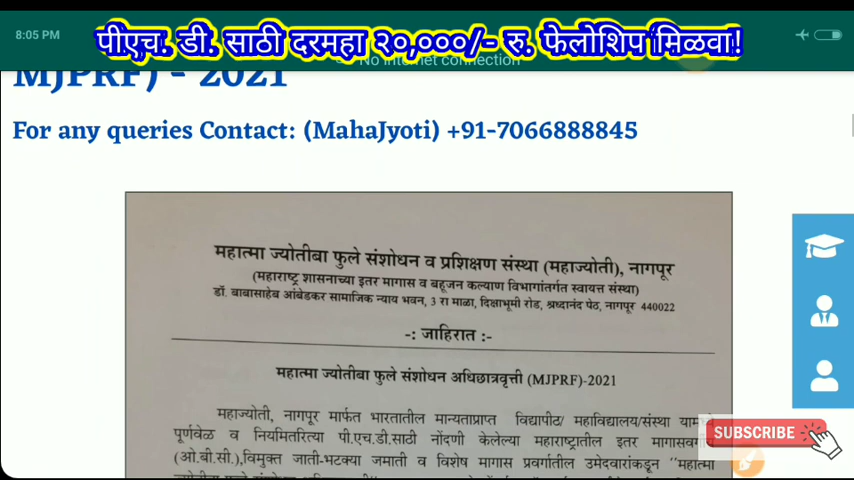 8:05 PM
पीएच. डी. साठी दरमहा २०,०००/- रु. फेलोशिप मिळवा!
No internet connection
MJPRF) - 2021
For any queries Contact: (MahaJyoti) +91-7066888845
महात्मा ज्योतीबा फुले संशोधन व प्रशिक्षण संस्था (महाज्योती), नागपूर
(महाराष्ट्र शासनाच्या इतर मागास व बहूजन कल्याण विभागांतर्गत स्वायत्त संस्था)
डॉ. बाबासाहेब आंबेडकर सामाजिक न्याय भवन, 3 रा माळा, दिक्षाभूमी रोड, श्रध्दानंद पेठ, नागपूर 440022
-: जाहिरात :-
महात्मा ज्योतीबा फुले संशोधन अधिछात्रवृत्ती (MJPRF)-2021
महाज्योती, नागपूर मार्फत भारतातील मान्यताप्राप्त विद्यापीठ/ महाविद्यालय/संस्था
पूर्णवेळ व नियमितरित्या पी.एच.डी.साठी नोंदणी केलेल्या महाराष्ट्रातील इतर
(ओ.बी.सी.),विमुक्त जाती-भटक्या जमाती व विशेष मागास प्रवर्गातील उमेदवारांकडून "महात्मा
SUBSCRIBE